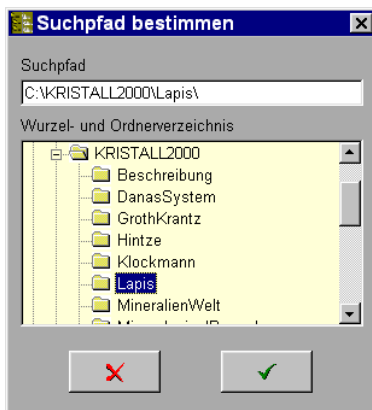 Suchpfad bestimmen
Suchpfad
C:\KRISTALL2000\Lapis\
Wurzel- und Ordnerverzeichnis
KRISTALL2000
Beschreibung
DanasSystem
GrothKrantz
Hintze
Klockmann
Lapis
MineralienWelt